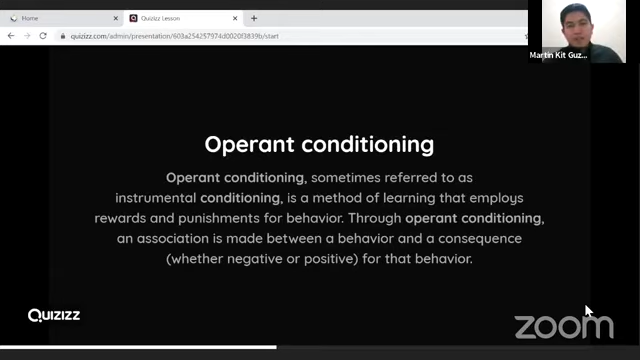 Home
Quizizz Lesson
quizizz.com/admin/presentation/603a254257974d0020f3839b/start
Martin Kit Guz...
Operant conditioning
Operant conditioning, sometimes referred to as
instrumental conditioning, is a method of learning that employs
rewards and punishments for behavior. Through operant conditioning,
an association is made between a behavior and a consequence
(whether negative or positive) for that behavior.
QUIZIZZ
zoom